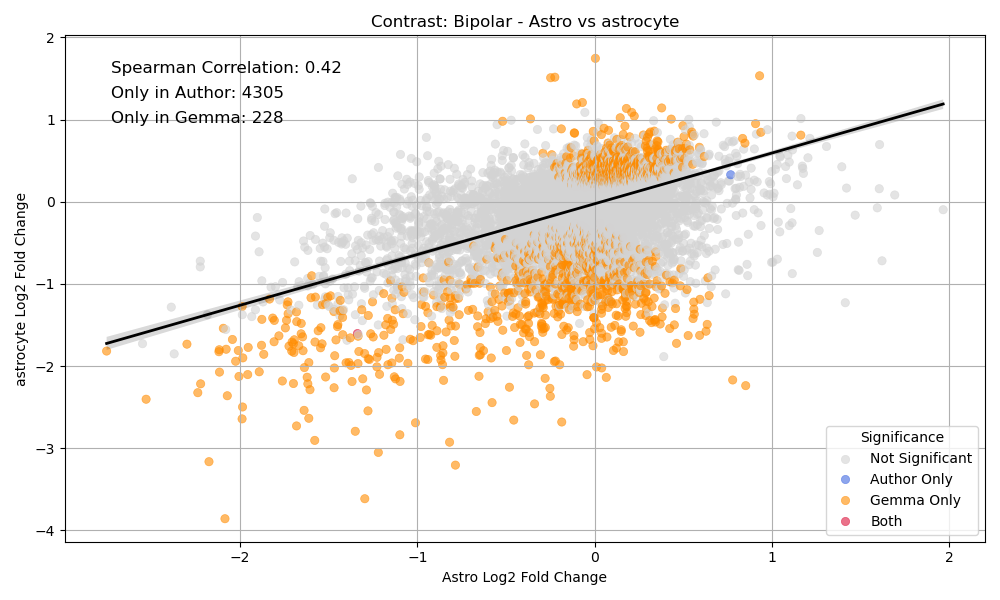 Contrast: Bipolar - Astro vs astrocyte
Spearman Correlation: 0.42
Only in Author: 4305
Only in Gemma: 228
astrocyte Log2 Fold Change
2
1
0
−1
−2
−3
−4
−2
−1
0
1
2
Astro Log2 Fold Change
Significance
Not Significant
Author Only
Gemma Only
Both